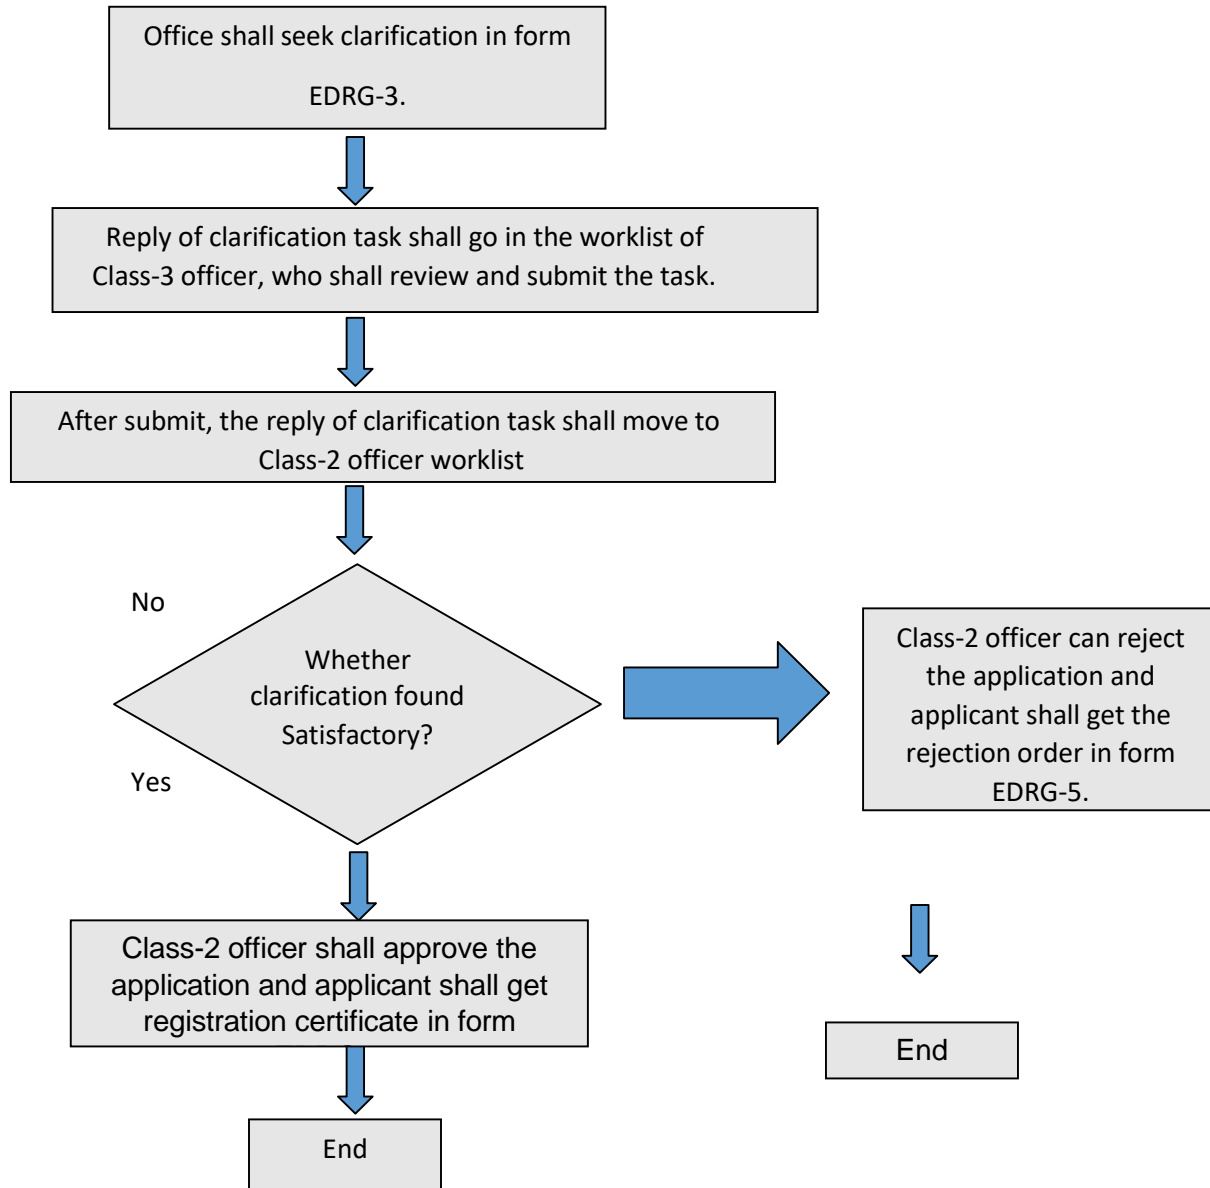 Office shall seek clarification in form
EDRG-3.
Reply of clarification task shall go in the worklist of
Class-3 officer, who shall review and submit the task.
After submit, the reply of clarification task shall move to
Class-2 officer worklist
No
Whether
clarification found
Satisfactory?
Yes
Class-2 officer can reject
the application and
applicant shall get the
rejection order in form
EDRG-5.
Class-2 officer shall approve the
application and applicant shall get
registration certificate in form
End
End